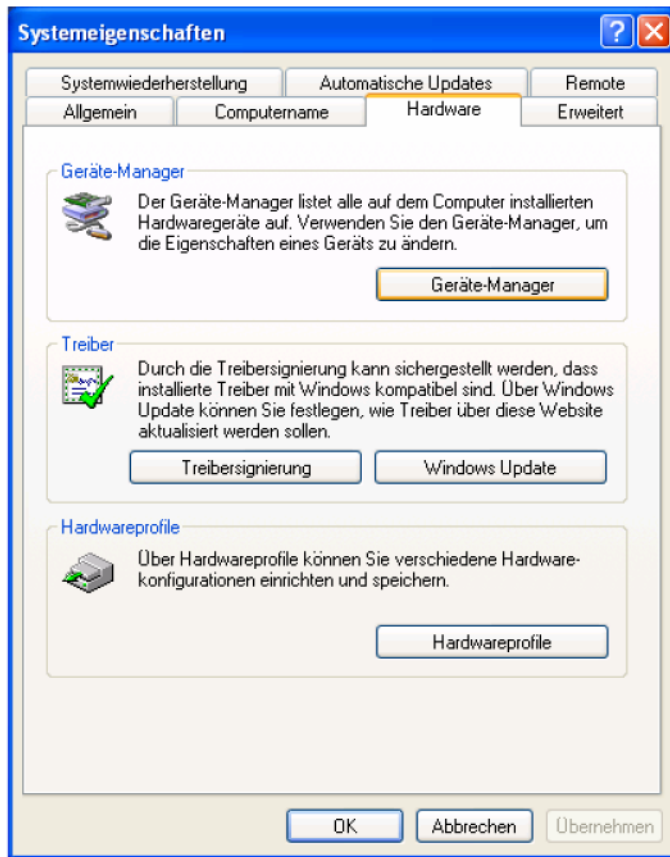 Systemeigenschaften
Systemwiederherstellung
Automatische Updates
Remote
Allgemein
Computername
Hardware
Erweitert
Geräte-Manager
Der Geräte-Manager listet alle auf dem Computer installierten
Hardwaregeräte auf. Verwenden Sie den Geräte-Manager, um
die Eigenschaften eines Geräts zu ändern.
Geräte-Manager
Treiber
Durch die Treibersignierung kann sichergestellt werden, dass
installierte Treiber mit Windows kompatibel sind. Über Windows
Update können Sie festlegen, wie Treiber über diese Website
aktualisiert werden sollen.
Treibersignierung
Windows Update
Hardwareprofile
Über Hardwareprofile können Sie verschiedene Hardware-
konfigurationen einrichten und speichern.
Hardwareprofile
OK
Abbrechen
Übernehmen